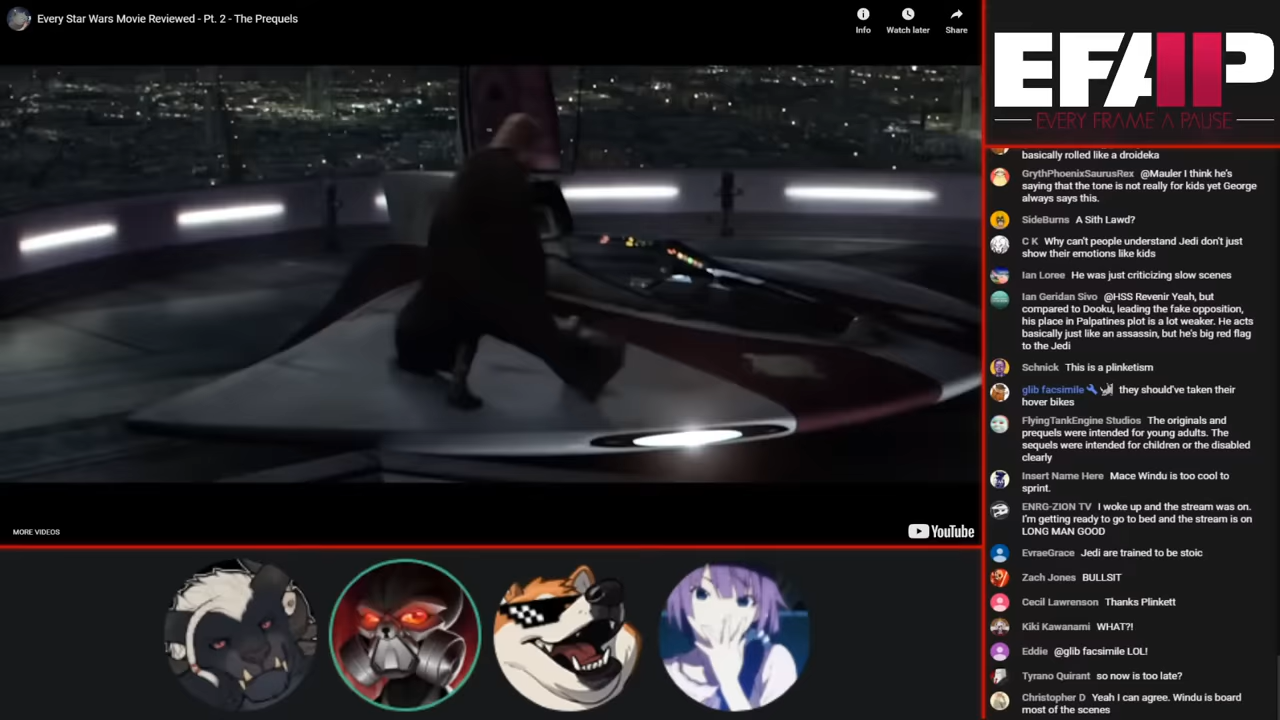 Every Star Wars Movie Reviewed - Pt. 2 - The Prequels
Info
Watch later
Share
MORE VIDEOS
YouTube
EFAP
EVERY FRAME A PAUSE
basically rolled like a droideka
GrythPhoenixSaurusRex @Mauler I think he's
saying that the tone is not really for kids yet George
always says this.
SideBurns A Sith Lawd?
C K Why can't people understand Jedi don't just
show their emotions like kids
Ian Loree He was just criticizing slow scenes
Ian Geridan Sivo @HSS Revenir Yeah, but
compared to Dooku, leading the fake opposition,
his place in Palpatines plot is a lot weaker. He acts
basically just like an assassin, but he's big red flag
to the Jedi
Schnick This is a plinketism
glib facsimile they should've taken their
hover bikes
FlyingTankEngine Studios The originals and
prequels were intended for young adults. The
sequels were intended for children or the disabled
clearly
Insert Name Here Mace Windu is too cool to
sprint.
ENRG-ZION TV I woke up and the stream was on.
I'm getting ready to go to bed and the stream is on
LONG MAN GOOD
EvraeGrace Jedi are trained to be stoic
Zach Jones BULLSIT
Cecil Lawrenson Thanks Plinkett
Kiki Kawanami WHAT?!
Eddie @glib facsimile LOL!
Tyrano Quirant so now is too late?
Christopher D Yeah I can agree. Windu is board
most of the scenes